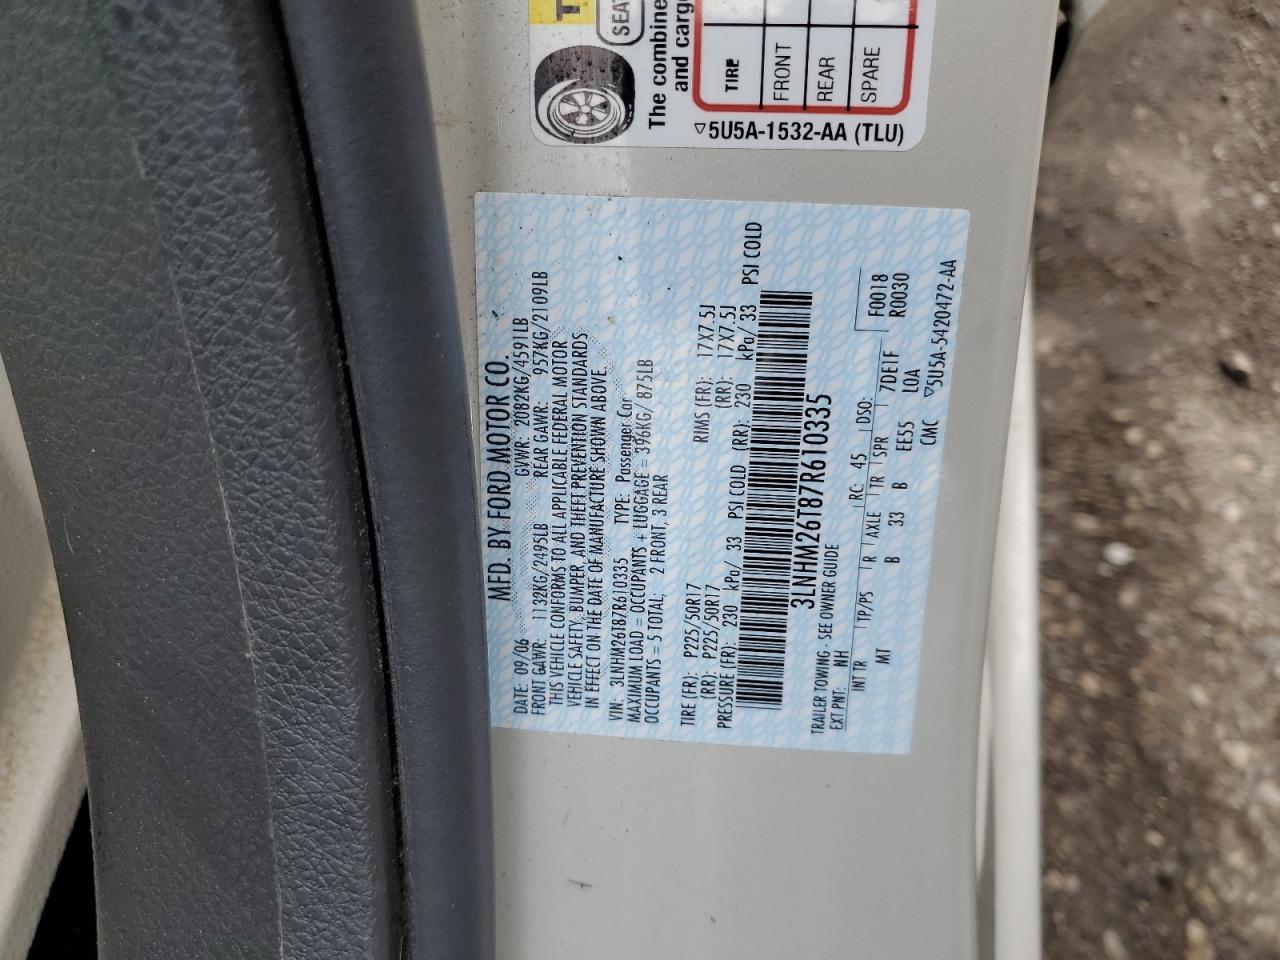 T
SEA
The combine
and cargo
TIRE
FRONT
REAR
SPARE
▽5U5A-1532-AA (TLU)
MFD. BY FORD MOTOR CO.
DATE: 09/06 GVWR: 2082KG/4591LB
FRONT GAWR: 1132KG/2495LB REAR GAWR: 957KG/2109LB
THIS VEHICLE CONFORMS TO ALL APPLICABLE FEDERAL MOTOR
VEHICLE SAFETY, BUMPER, AND THEFT PREVENTION STANDARDS
IN EFFECT ON THE DATE OF MANUFACTURE SHOWN ABOVE.
VIN: 3LNHM26T87R610335 TYPE: Passenger Car
MAXIMUM LOAD = OCCUPANTS + LUGGAGE = 396KG/ 875LB
OCCUPANTS = 5 TOTAL; 2 FRONT, 3 REAR
TIRE (FR): P225/50R17 RIMS (FR): 17X7.5J
(RR): P225/50R17 (RR): 17X7.5J
PRESSURE (FR): 230 kPa/ 33 PSI COLD (RR): 230 kPa/ 33 PSI COLD
3LNHM26T87R610335
TRAILER TOWING - SEE OWNER GUIDE
EXT PNT: NH RC: 45 DSO: F0018
R0030
INT TR TP/PS R AXLE TR SPR 7DE1F
MT B 33 B EE55 LOA
CMC ▽5U5A-5420472-AA